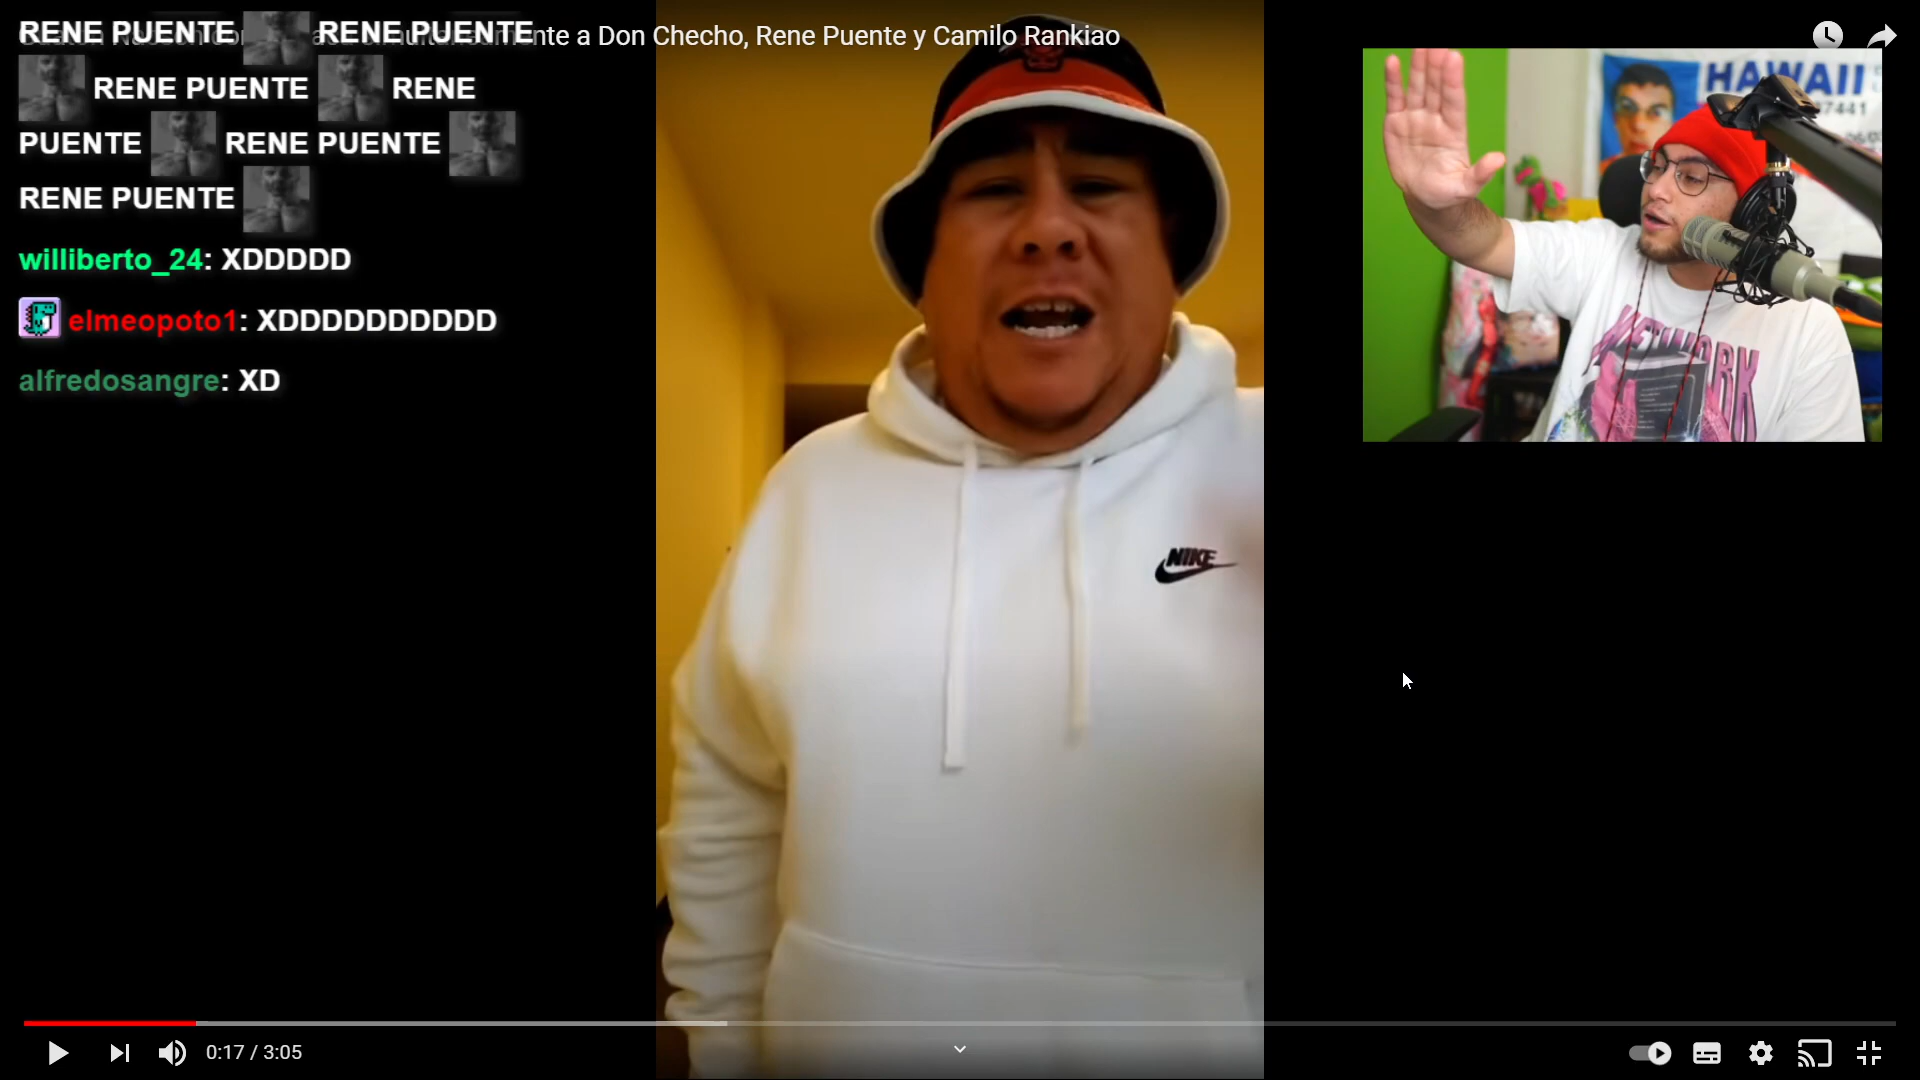 RENE PUENTE RENE PUENTE
nte a Don Checho, Rene Puente y Camilo Rankiao
RENE PUENTE RENE
PUENTE RENE PUENTE
RENE PUENTE
williberto_24: XDDDDD
elmeopoto1: XDDDDDDDDDD
alfredosangre: XD
HAWAII
NIKE
NETWORK
0:17 / 3:05